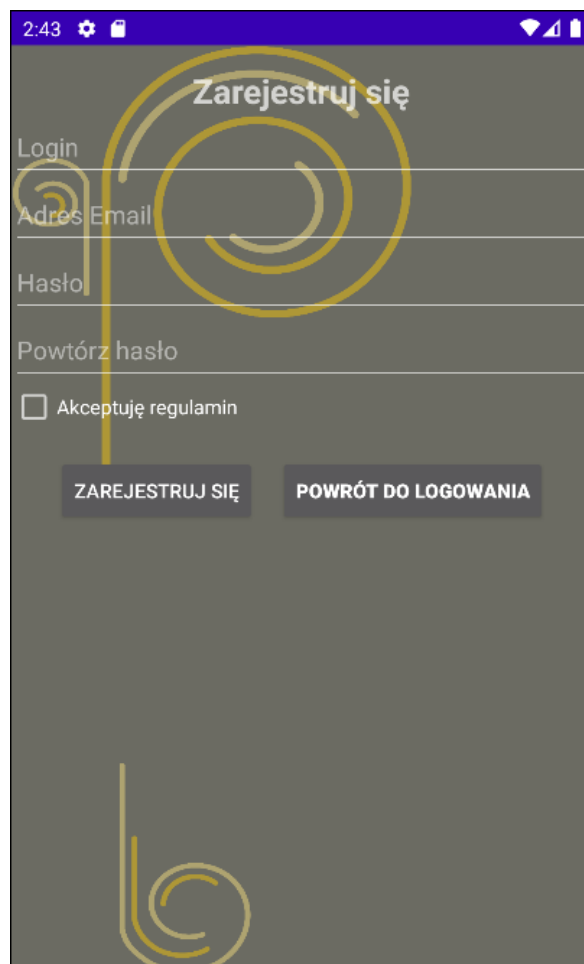 2:43
Zarejestruj się
Login
Adres Email
Hasło
Powtórz hasło
Akceptuję regulamin
ZAREJESTRUJ SIĘ POWRÓT DO LOGOWANIA